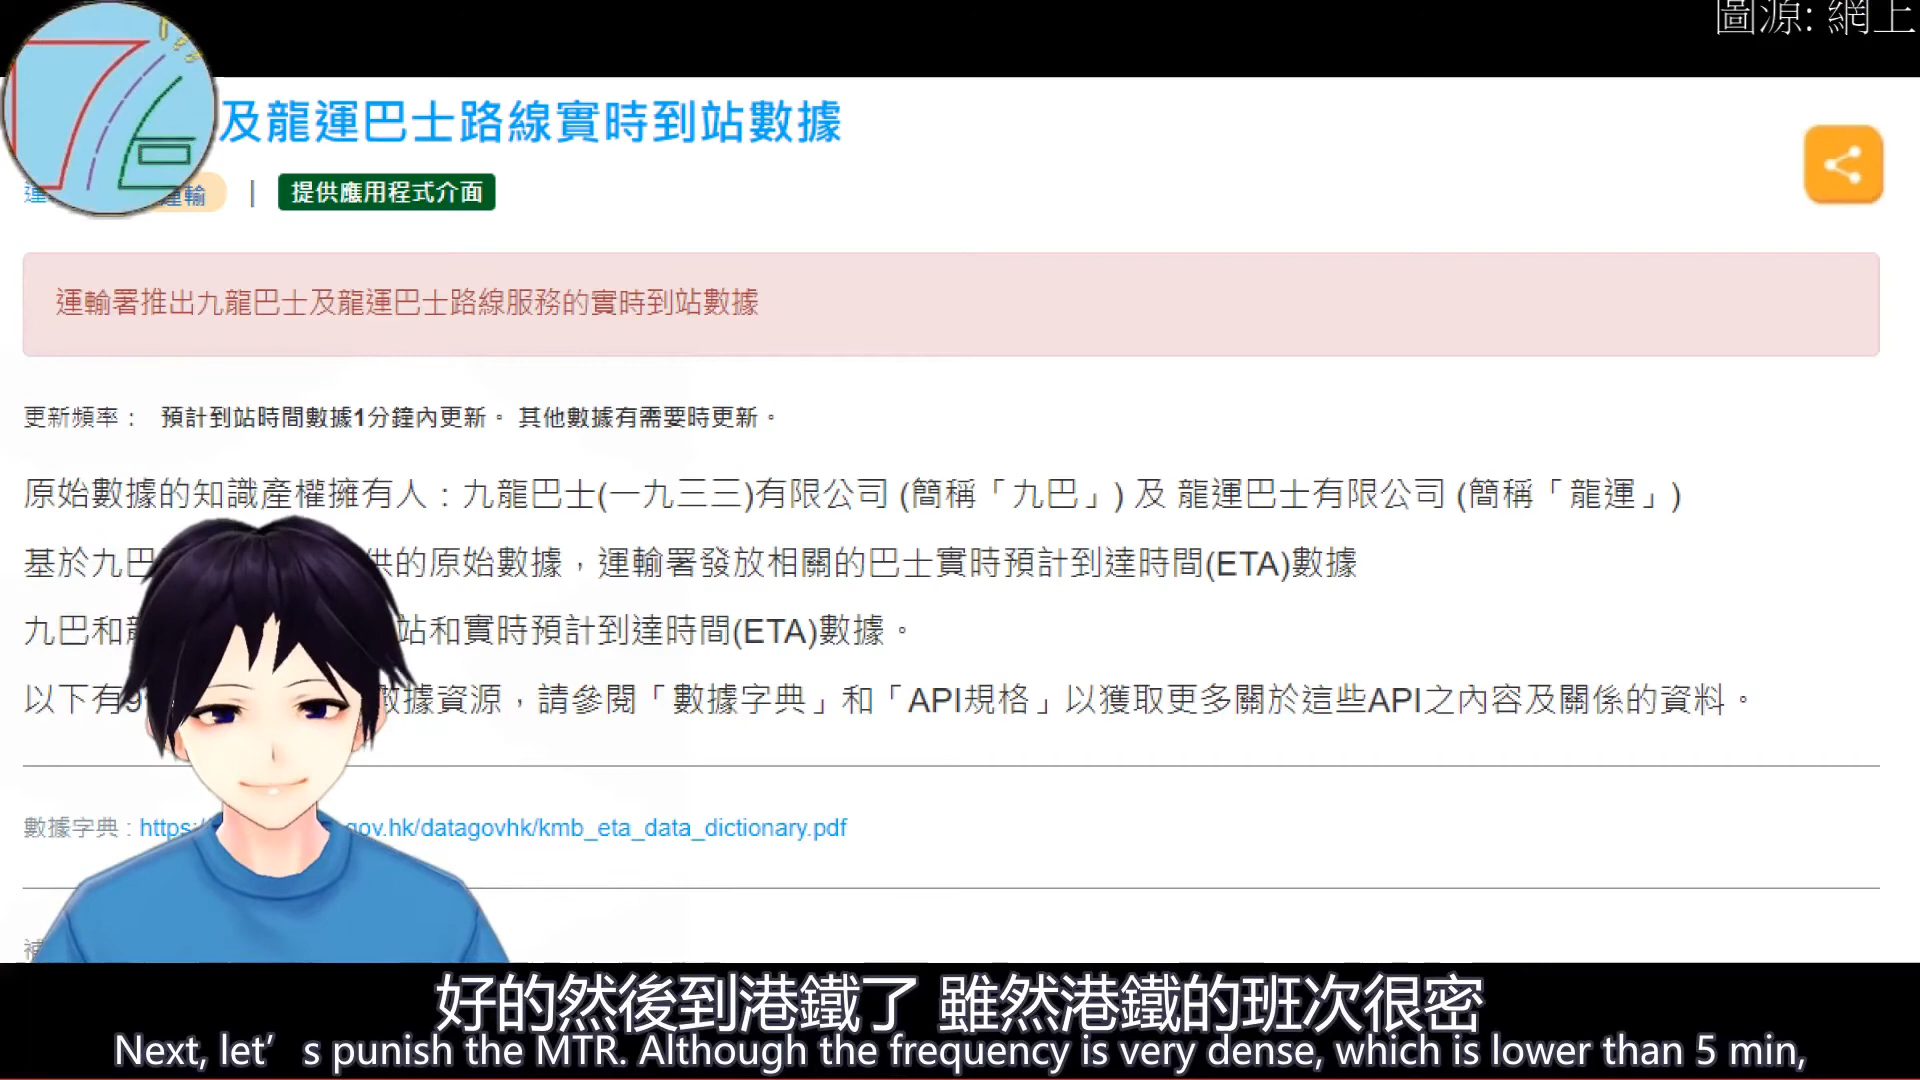 圖源: 網上
及龍運巴士路線實時到站數據
運輸 | 提供應用程式介面
運輸署推出九龍巴士及龍運巴士路線服務的實時到站數據
更新頻率： 預計到站時間數據1分鐘內更新。 其他數據有需要時更新。
原始數據的知識產權擁有人：九龍巴士(一九三三)有限公司 (簡稱「九巴」) 及 龍運巴士有限公司 (簡稱「龍運」)
基於九巴 供的原始數據，運輸署發放相關的巴士實時預計到達時間(ETA)數據
九巴和 站和實時預計到達時間(ETA)數據。
以下有9 數據資源，請參閱「數據字典」和「API規格」以獲取更多關於這些API之內容及關係的資料。
數據字典 : https:/ gov.hk/datagovhk/kmb_eta_data_dictionary.pdf
好的然後到港鐵了 雖然港鐵的班次很密
Next, let’s punish the MTR. Although the frequency is very dense, which is lower than 5 min,